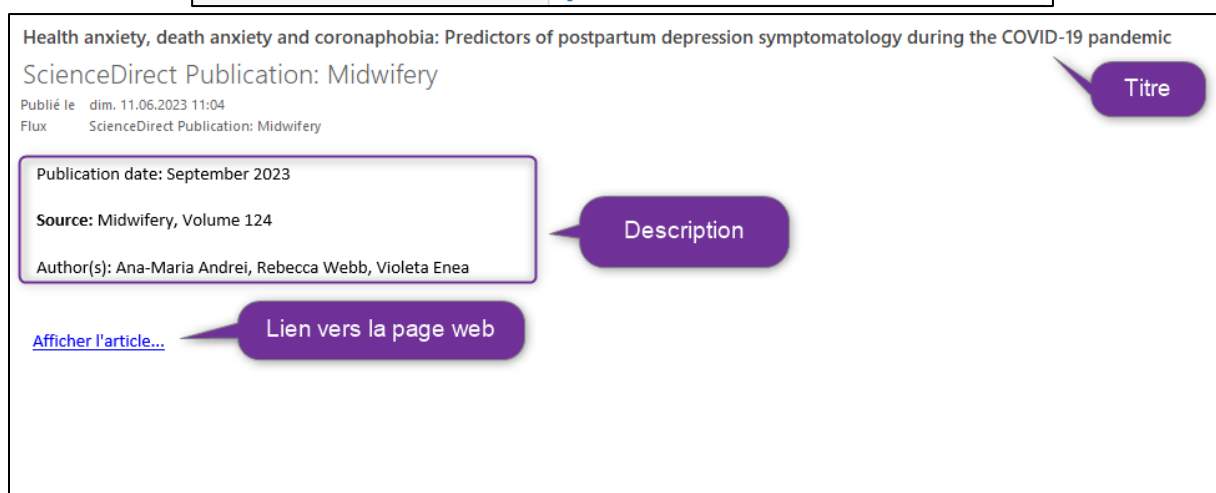 Health anxiety, death anxiety and coronaphobia: Predictors of postpartum depression symptomatology during the COVID-19 pandemic
ScienceDirect Publication: Midwifery
Titre
Publié le dim. 11.06.2023 11:04
Flux ScienceDirect Publication: Midwifery
Publication date: September 2023
Source: Midwifery, Volume 124
Description
Author(s): Ana-Maria Andrei, Rebecca Webb, Violeta Enea
Lien vers la page web
Afficher l'article...